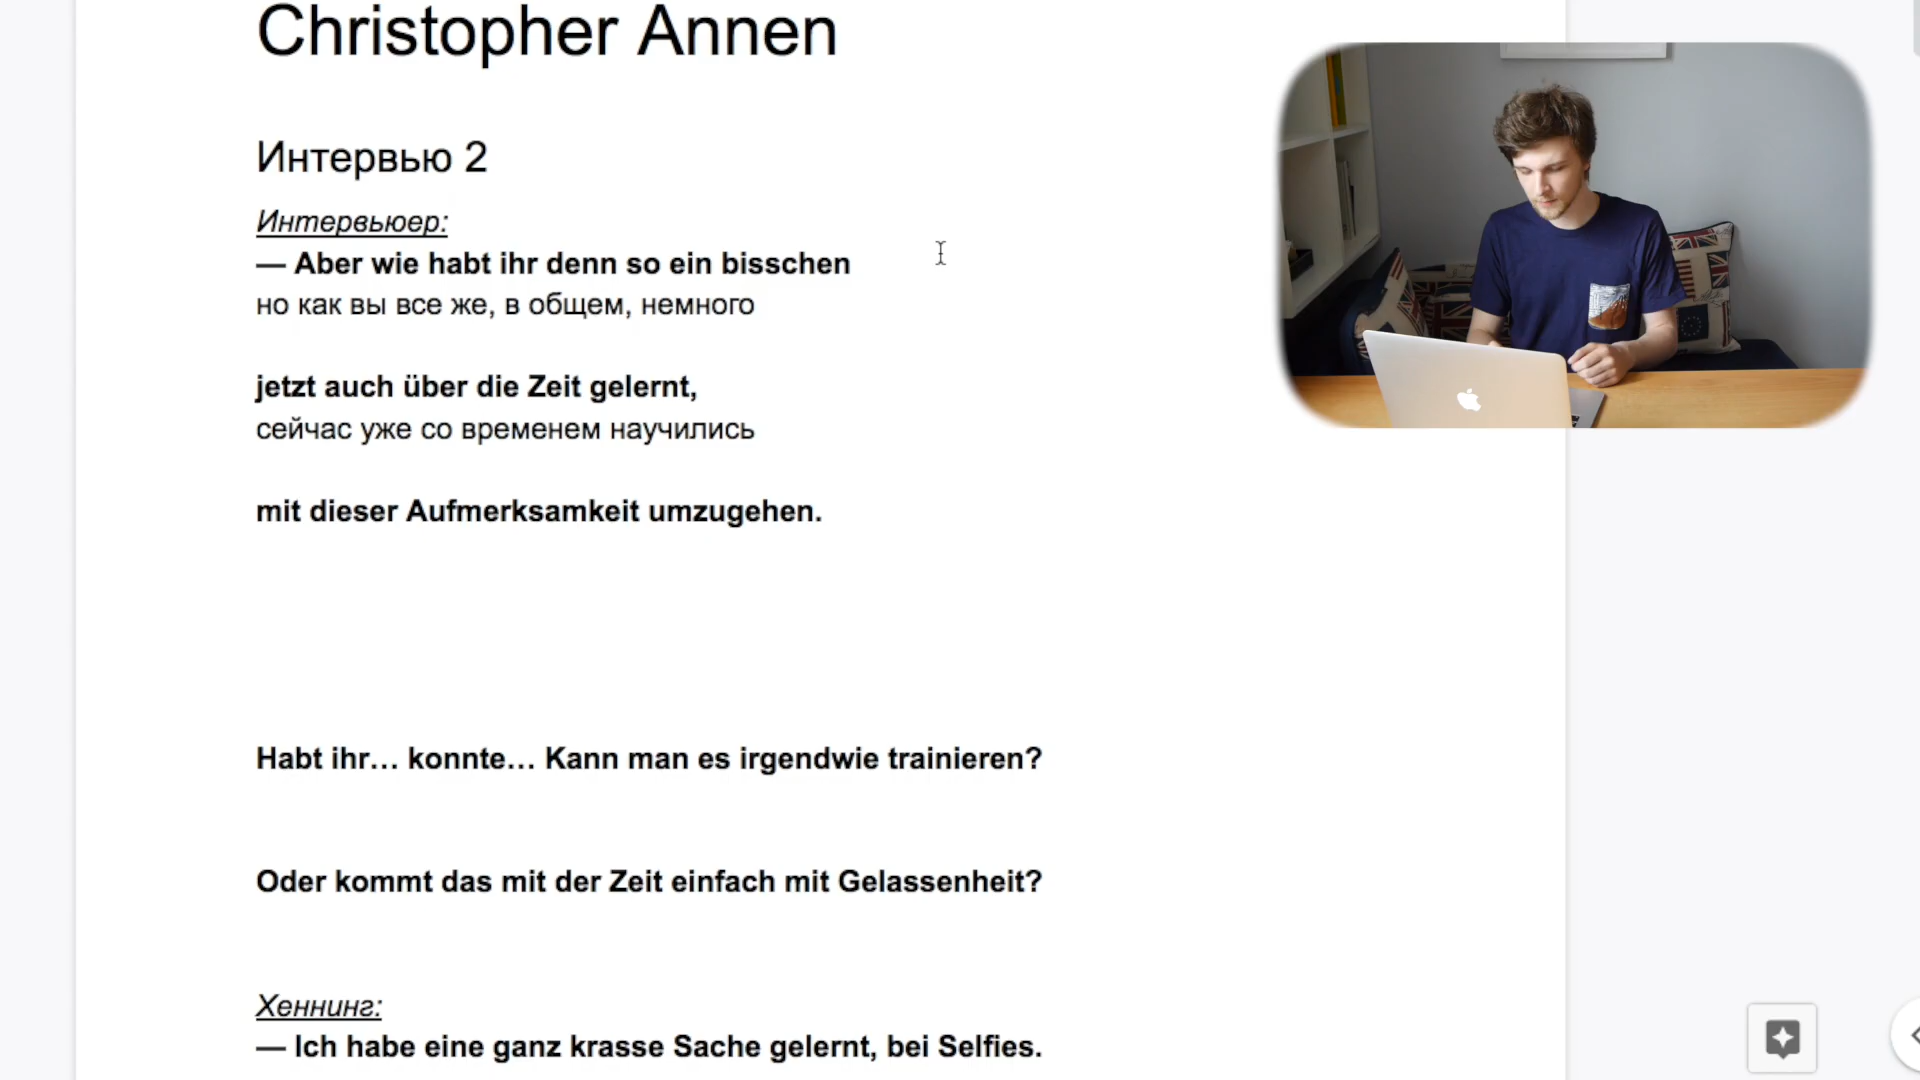 Christopher Annen
Интервью 2
Интервьюер:
— Aber wie habt ihr denn so ein bisschen
но как вы все же, в общем, немного
jetzt auch über die Zeit gelernt,
сейчас уже со временем научились
mit dieser Aufmerksamkeit umzugehen.
Habt ihr… konnte… Kann man es irgendwie trainieren?
Oder kommt das mit der Zeit einfach mit Gelassenheit?
Хеннинг:
— Ich habe eine ganz krasse Sache gelernt, bei Selfies.